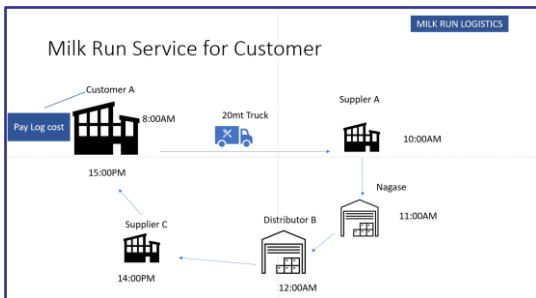 MILK RUN LOGISTICS
Milk Run Service for Customer
Customer A
Pay Log cost
8:00AM
20mt Truck
Suppler A
10:00AM
15:00PM
Nagase
11:00AM
Distributor B
12:00AM
Supplier C
14:00PM